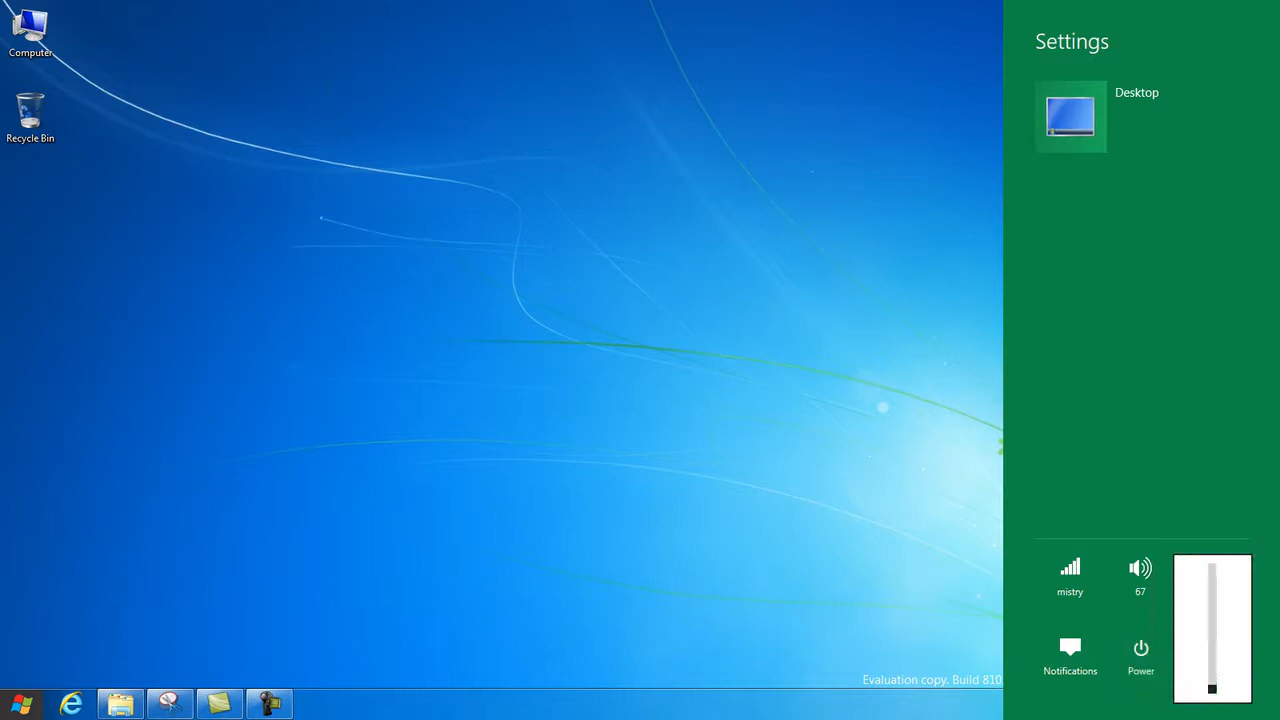 Computer
Recycle Bin
Settings
Desktop
mistry
67
Notifications
Power
Evaluation copy. Build 810